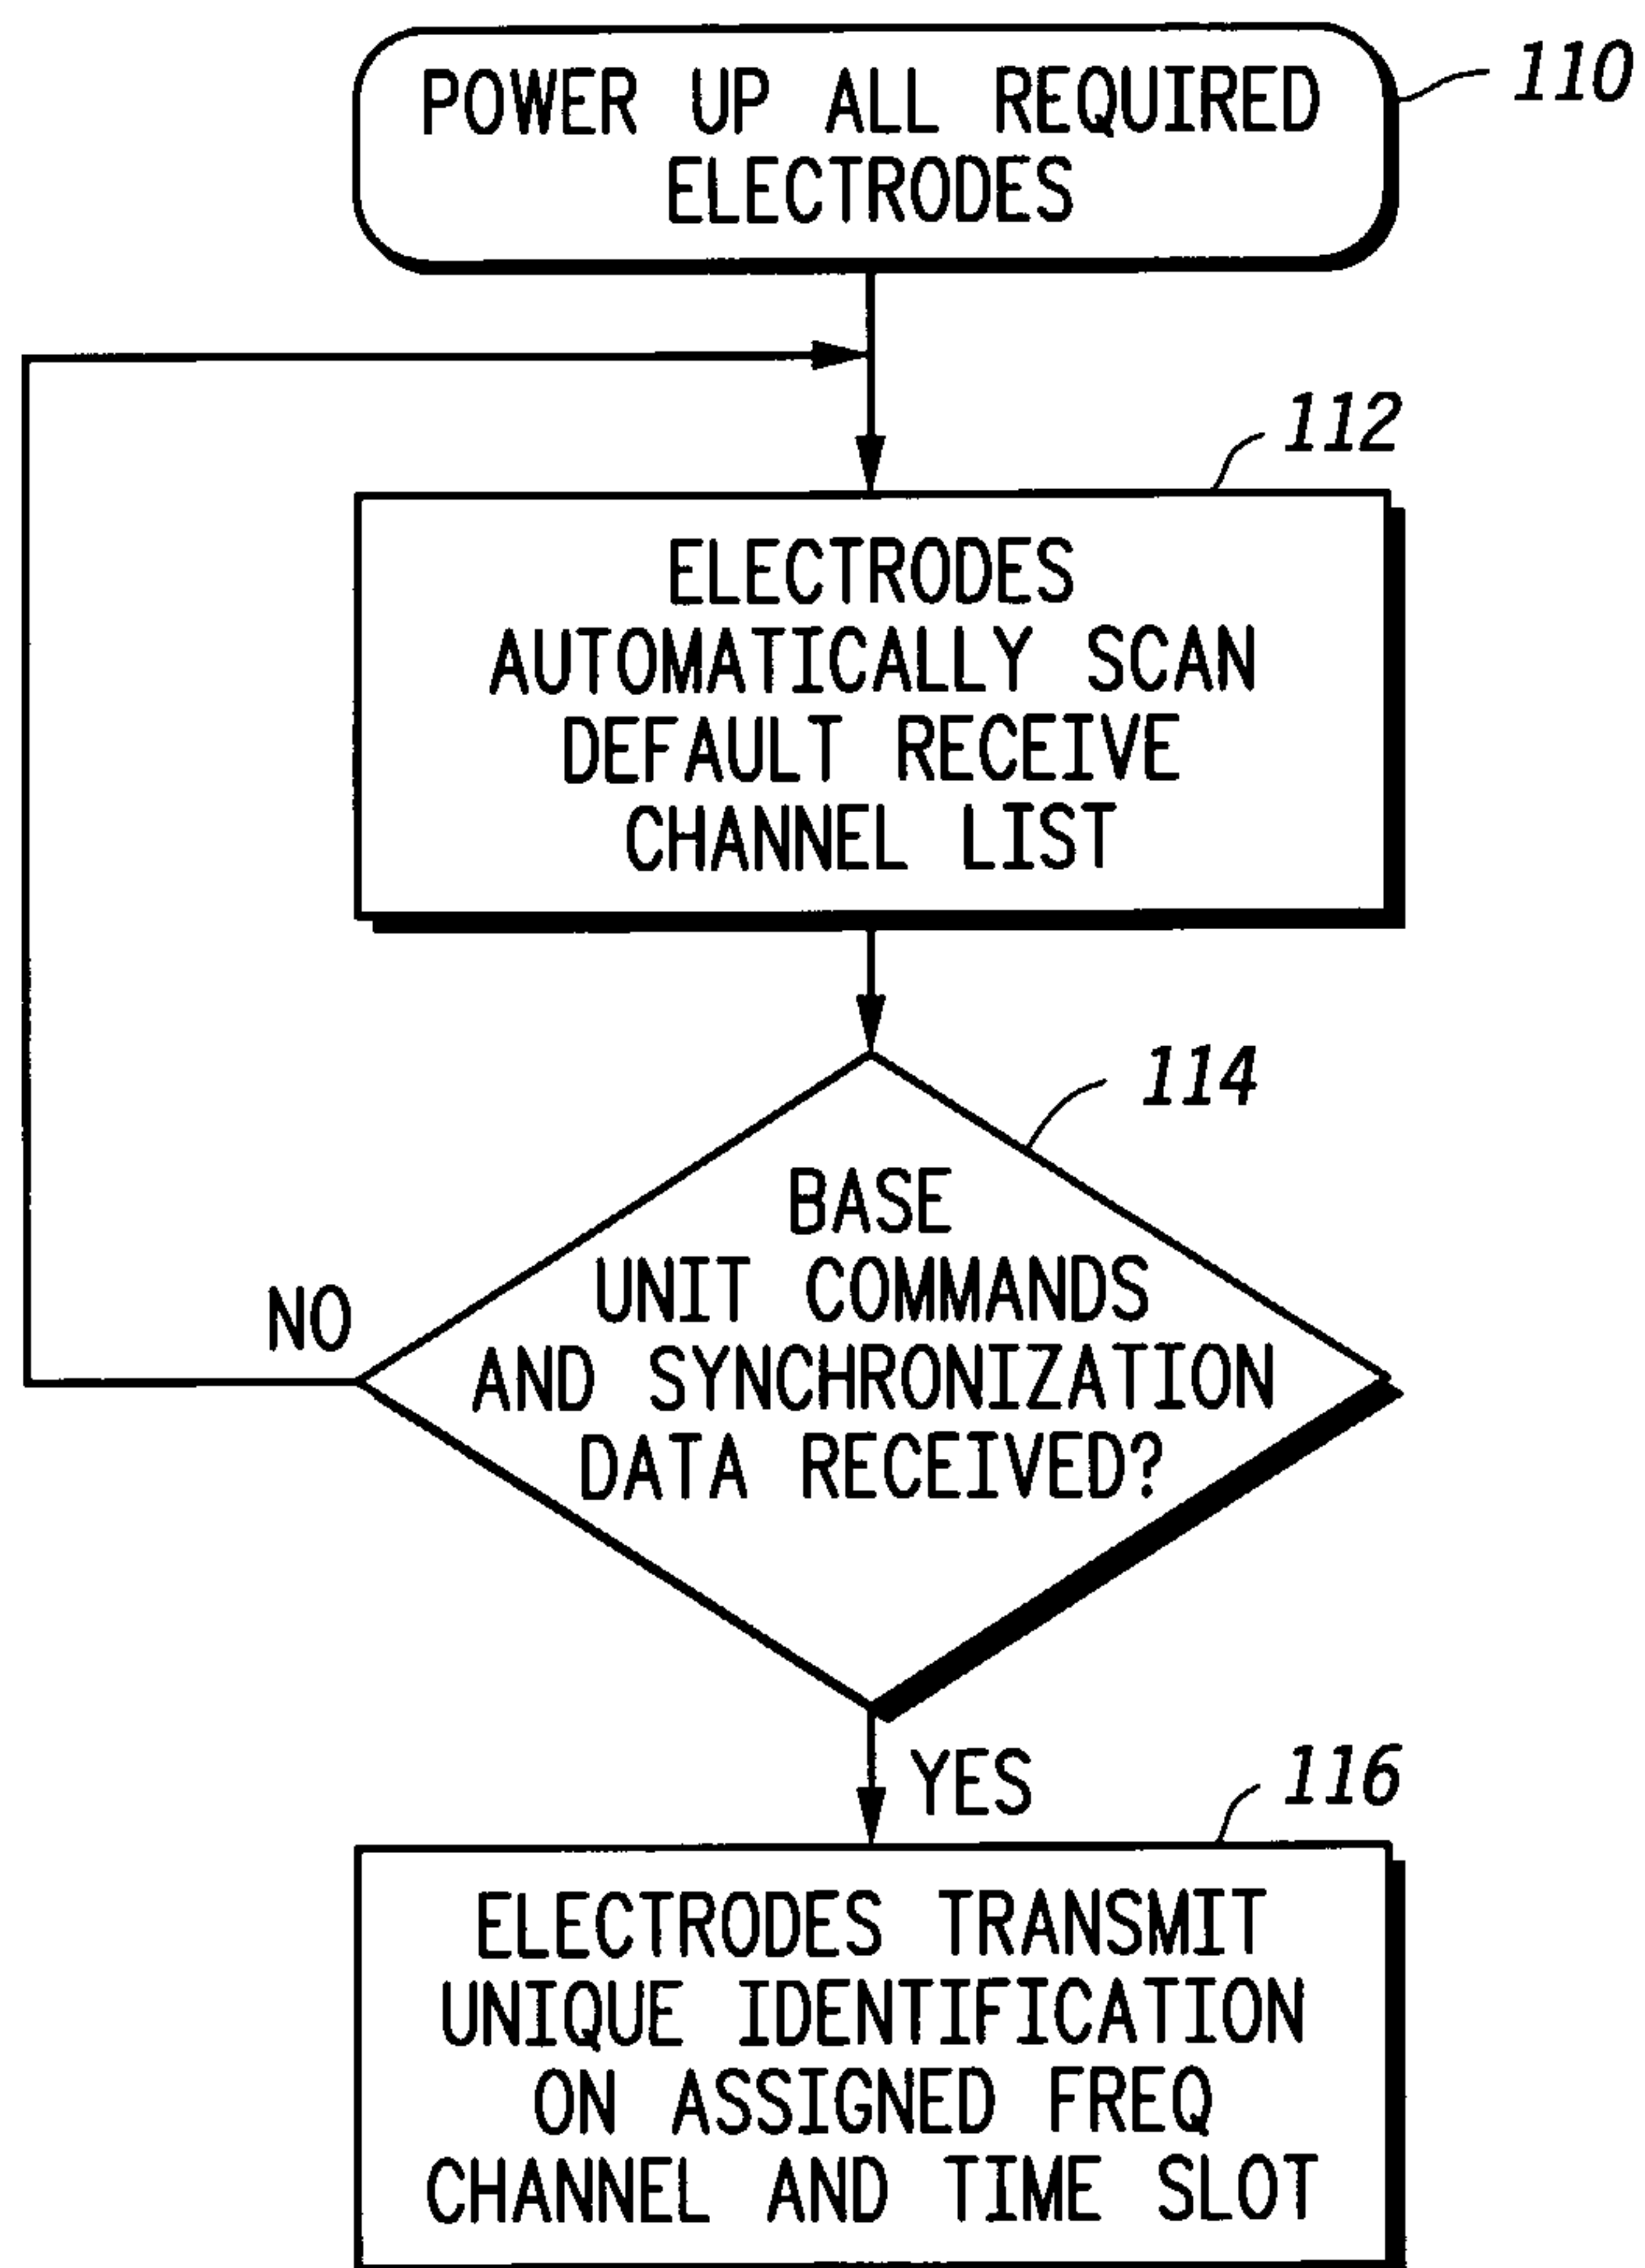 POWER UP ALL REQUIRED
ELECTRODES
110
112
ELECTRODES
AUTOMATICALLY SCAN
DEFAULT RECEIVE
CHANNEL LIST
114
BASE
UNIT COMMANDS
AND SYNCHRONIZATION
DATA RECEIVED?
NO
YES
116
ELECTRODES TRANSMIT
UNIQUE IDENTIFICATION
ON ASSIGNED FREQ
CHANNEL AND TIME SLOT